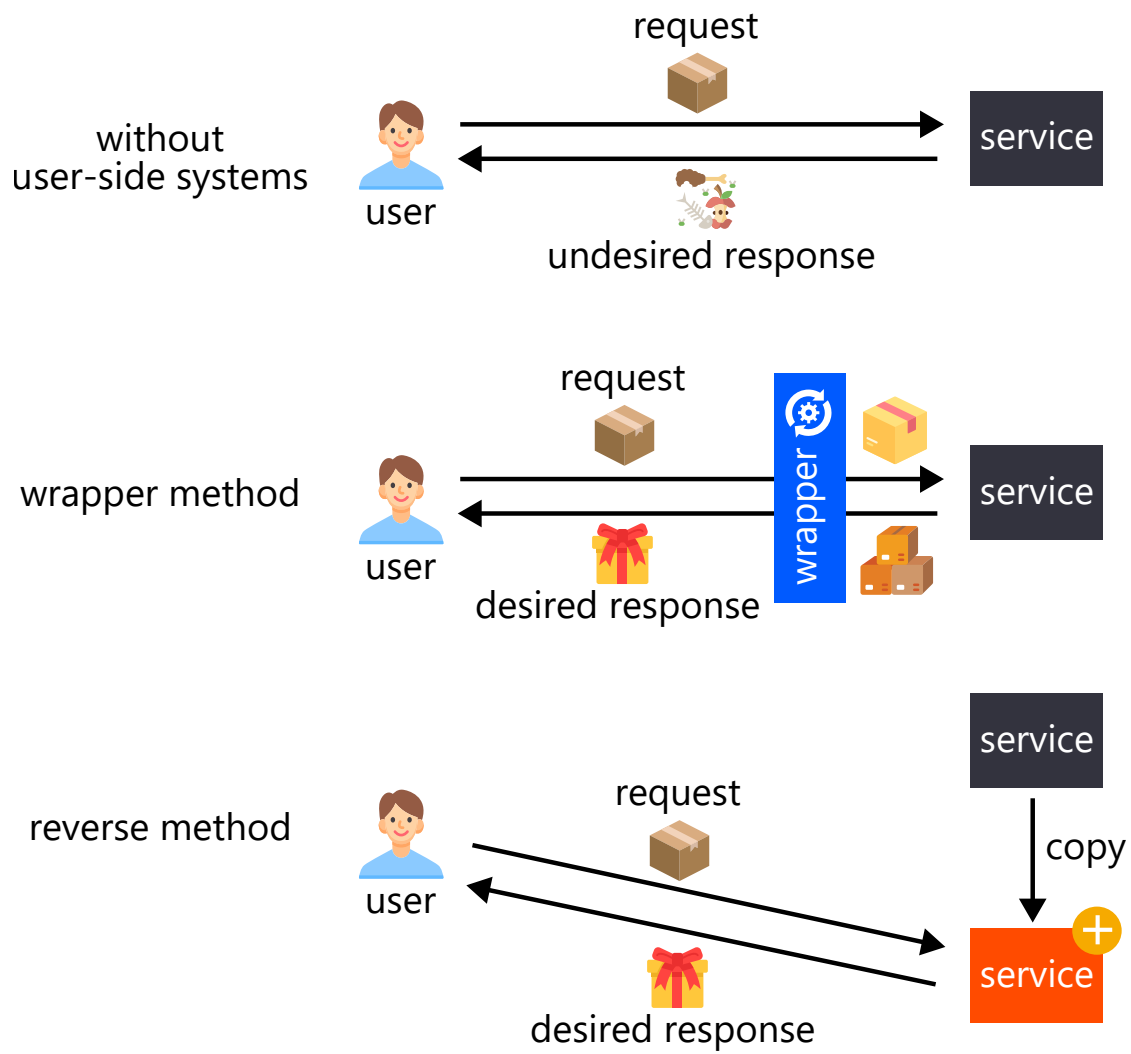 request
without
user-side systems
user
service
undesired response
request
wrapper method
user
wrapper
service
desired response
service
request
reverse method
user
copy
service
desired response